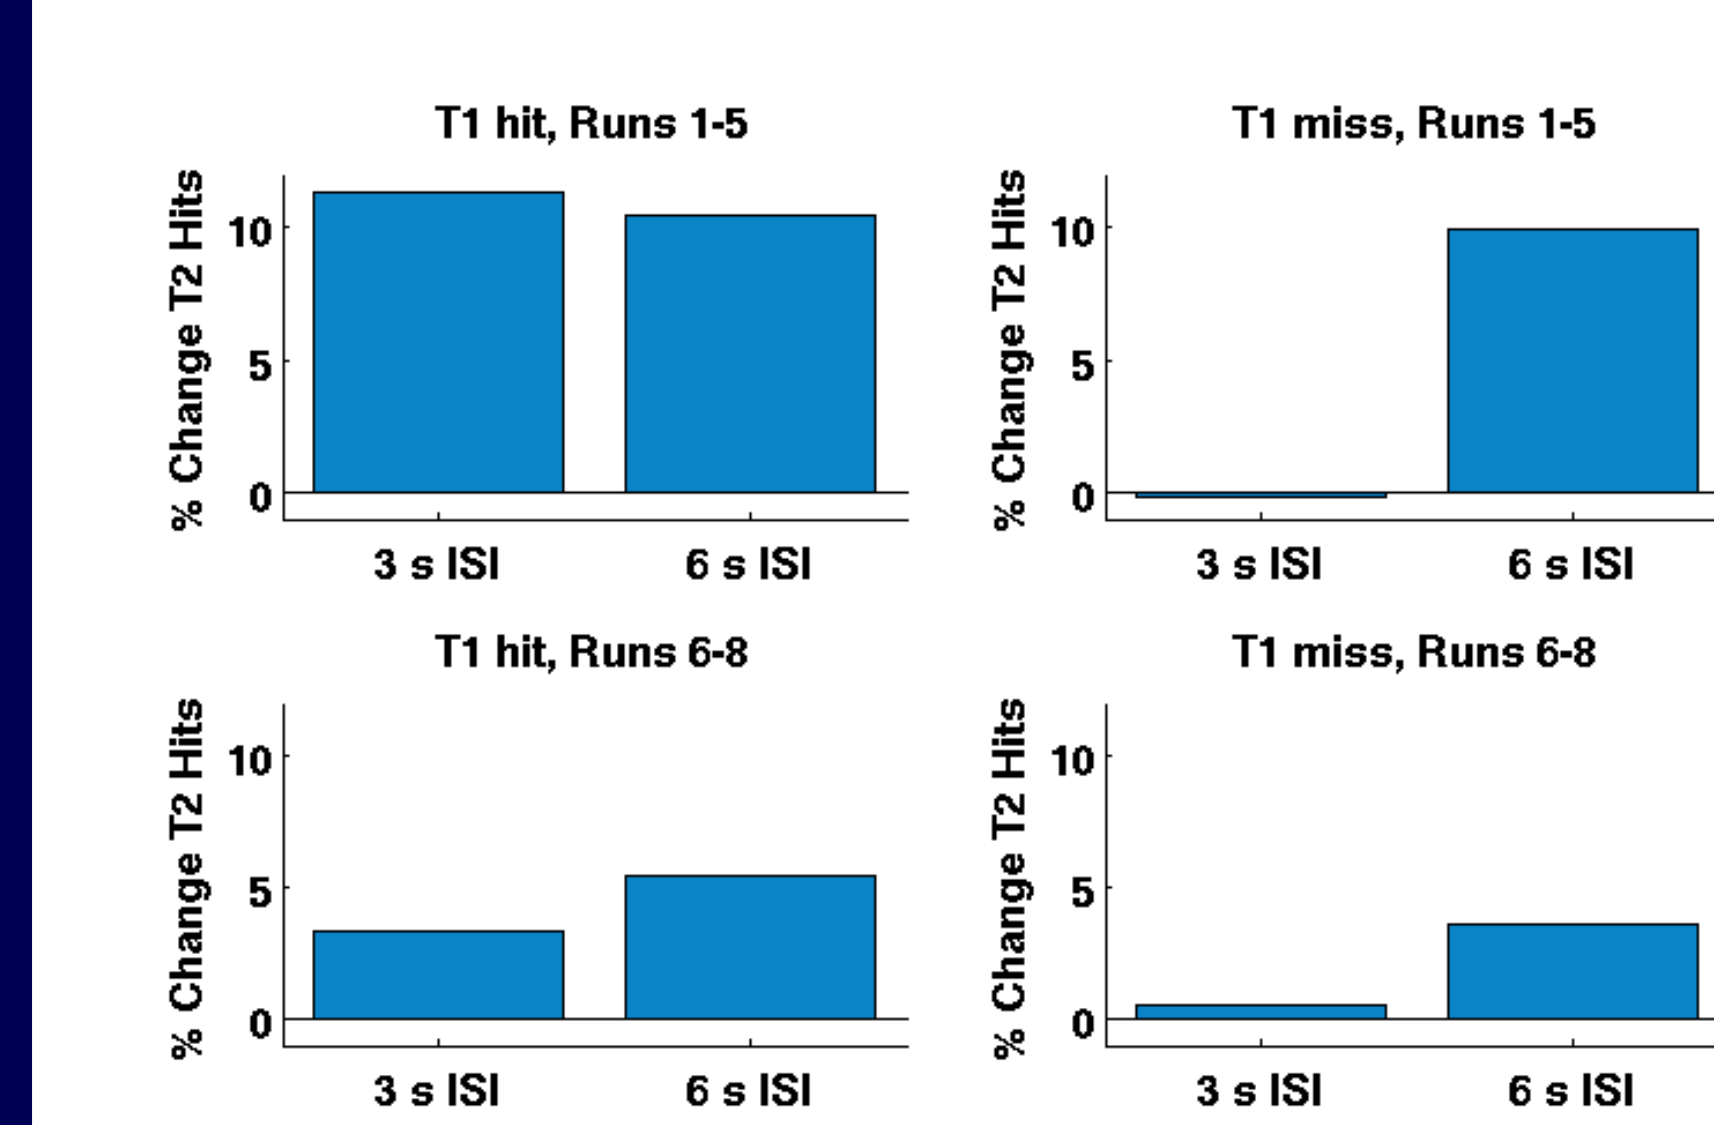 T1 hit, Runs 1-5
% Change T2 Hits
10
5
0
3 s ISI
6 s ISI
T1 miss, Runs 1-5
% Change T2 Hits
10
5
0
3 s ISI
6 s ISI
T1 hit, Runs 6-8
% Change T2 Hits
10
5
0
3 s ISI
6 s ISI
T1 miss, Runs 6-8
% Change T2 Hits
10
5
0
3 s ISI
6 s ISI